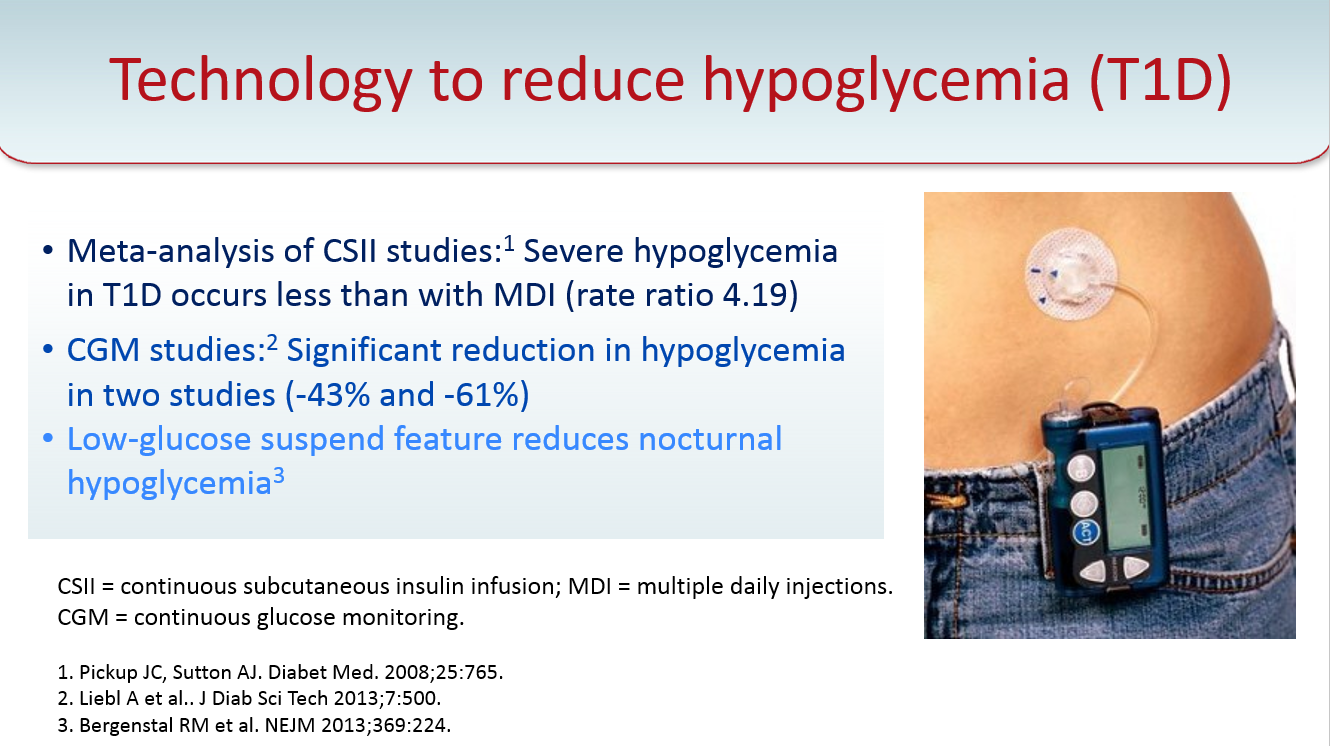 Technology to reduce hypoglycemia (T1D)
• Meta-analysis of CSII studies:¹ Severe hypoglycemia
in T1D occurs less than with MDI (rate ratio 4.19)
• CGM studies:² Significant reduction in hypoglycemia
in two studies (-43% and -61%)
• Low-glucose suspend feature reduces nocturnal
hypoglycemia³
CSII = continuous subcutaneous insulin infusion; MDI = multiple daily injections.
CGM = continuous glucose monitoring.
1. Pickup JC, Sutton AJ. Diabet Med. 2008;25:765.
2. Liebl A et al.. J Diab Sci Tech 2013;7:500.
3. Bergenstal RM et al. NEJM 2013;369:224.
B
ACT